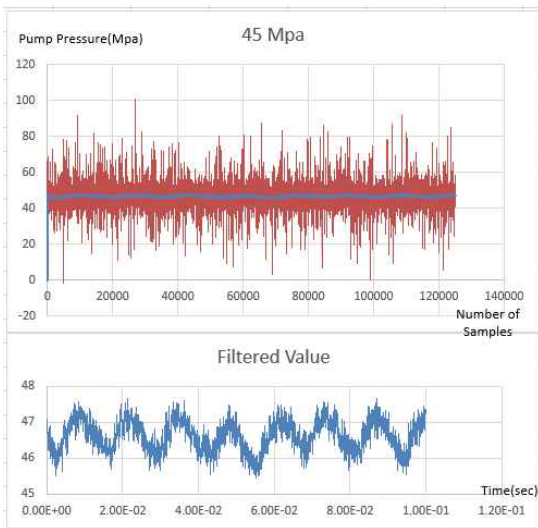 45 Mpa
Pump Pressure(Mpa)
120
100
80
60
40
20
0
-20
0 20000 40000 60000 80000 100000 120000 140000
Number of
Samples
Filtered Value
48
47
46
45
0.00E+00 2.00E-02 4.00E-02 6.00E-02 8.00E-02 1.00E-01 1.20E-01
Time(sec)